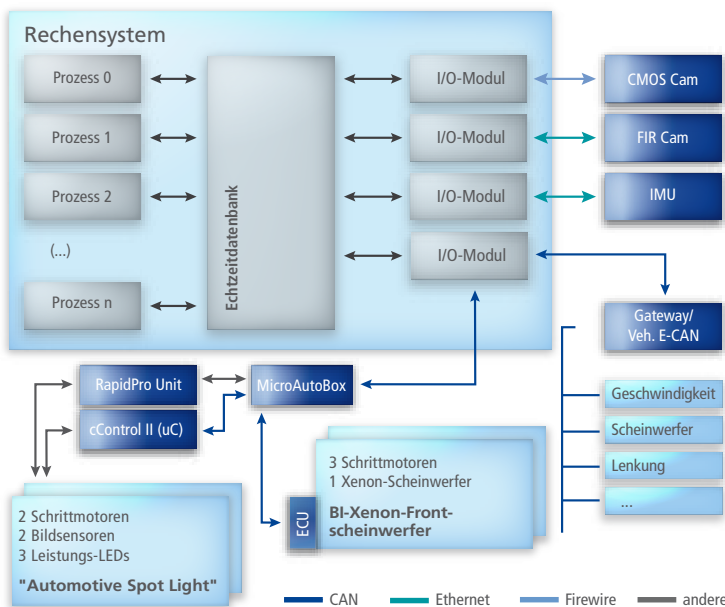 Rechensystem
Prozess 0
I/O-Modul
CMOS Cam
Prozess 1
I/O-Modul
FIR Cam
Prozess 2
I/O-Modul
IMU
(...)
Echtzeitdatenbank
I/O-Modul
Prozess n
Gateway/
Veh. E-CAN
RapidPro Unit
MicroAutoBox
cControl II (uC)
Geschwindigkeit
Scheinwerfer
Lenkung
...
3 Schrittmotoren
1 Xenon-Scheinwerfer
BI-Xenon-Front-
scheinwerfer
ECU
2 Schrittmotoren
2 Bildsensoren
3 Leistungs-LEDs
"Automotive Spot Light"
CAN
Ethernet
Firewire
andere